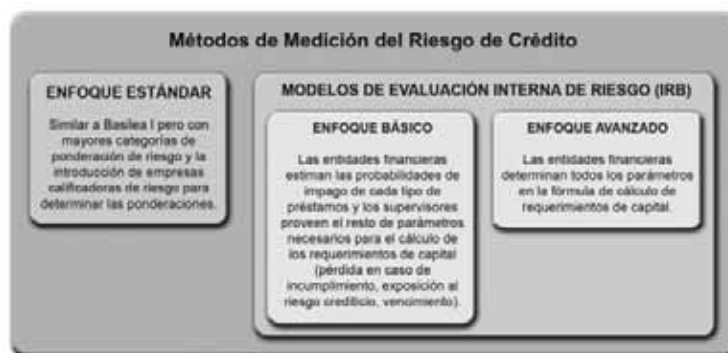 Métodos de Medición del Riesgo de Crédito
ENFOQUE ESTÁNDAR
Similar a Basilea I pero con
mayores categorías de
ponderación de riesgo y la
introducción de empresas
calificadoras de riesgo para
determinar las ponderaciones.
MODELOS DE EVALUACIÓN INTERNA DE RIESGO (IRB)
ENFOQUE BÁSICO
Las entidades financieras
estiman las probabilidades de
impago de cada tipo de
préstamos y los supervisores
proveen el resto de parámetros
necesarios para el cálculo de
los requerimientos de capital
(pérdida en caso de
incumplimiento, exposición al
riesgo crediticio, vencimiento).
ENFOQUE AVANZADO
Las entidades financieras
determinan todos los parámetros
en la fórmula de cálculo de
requerimientos de capital.